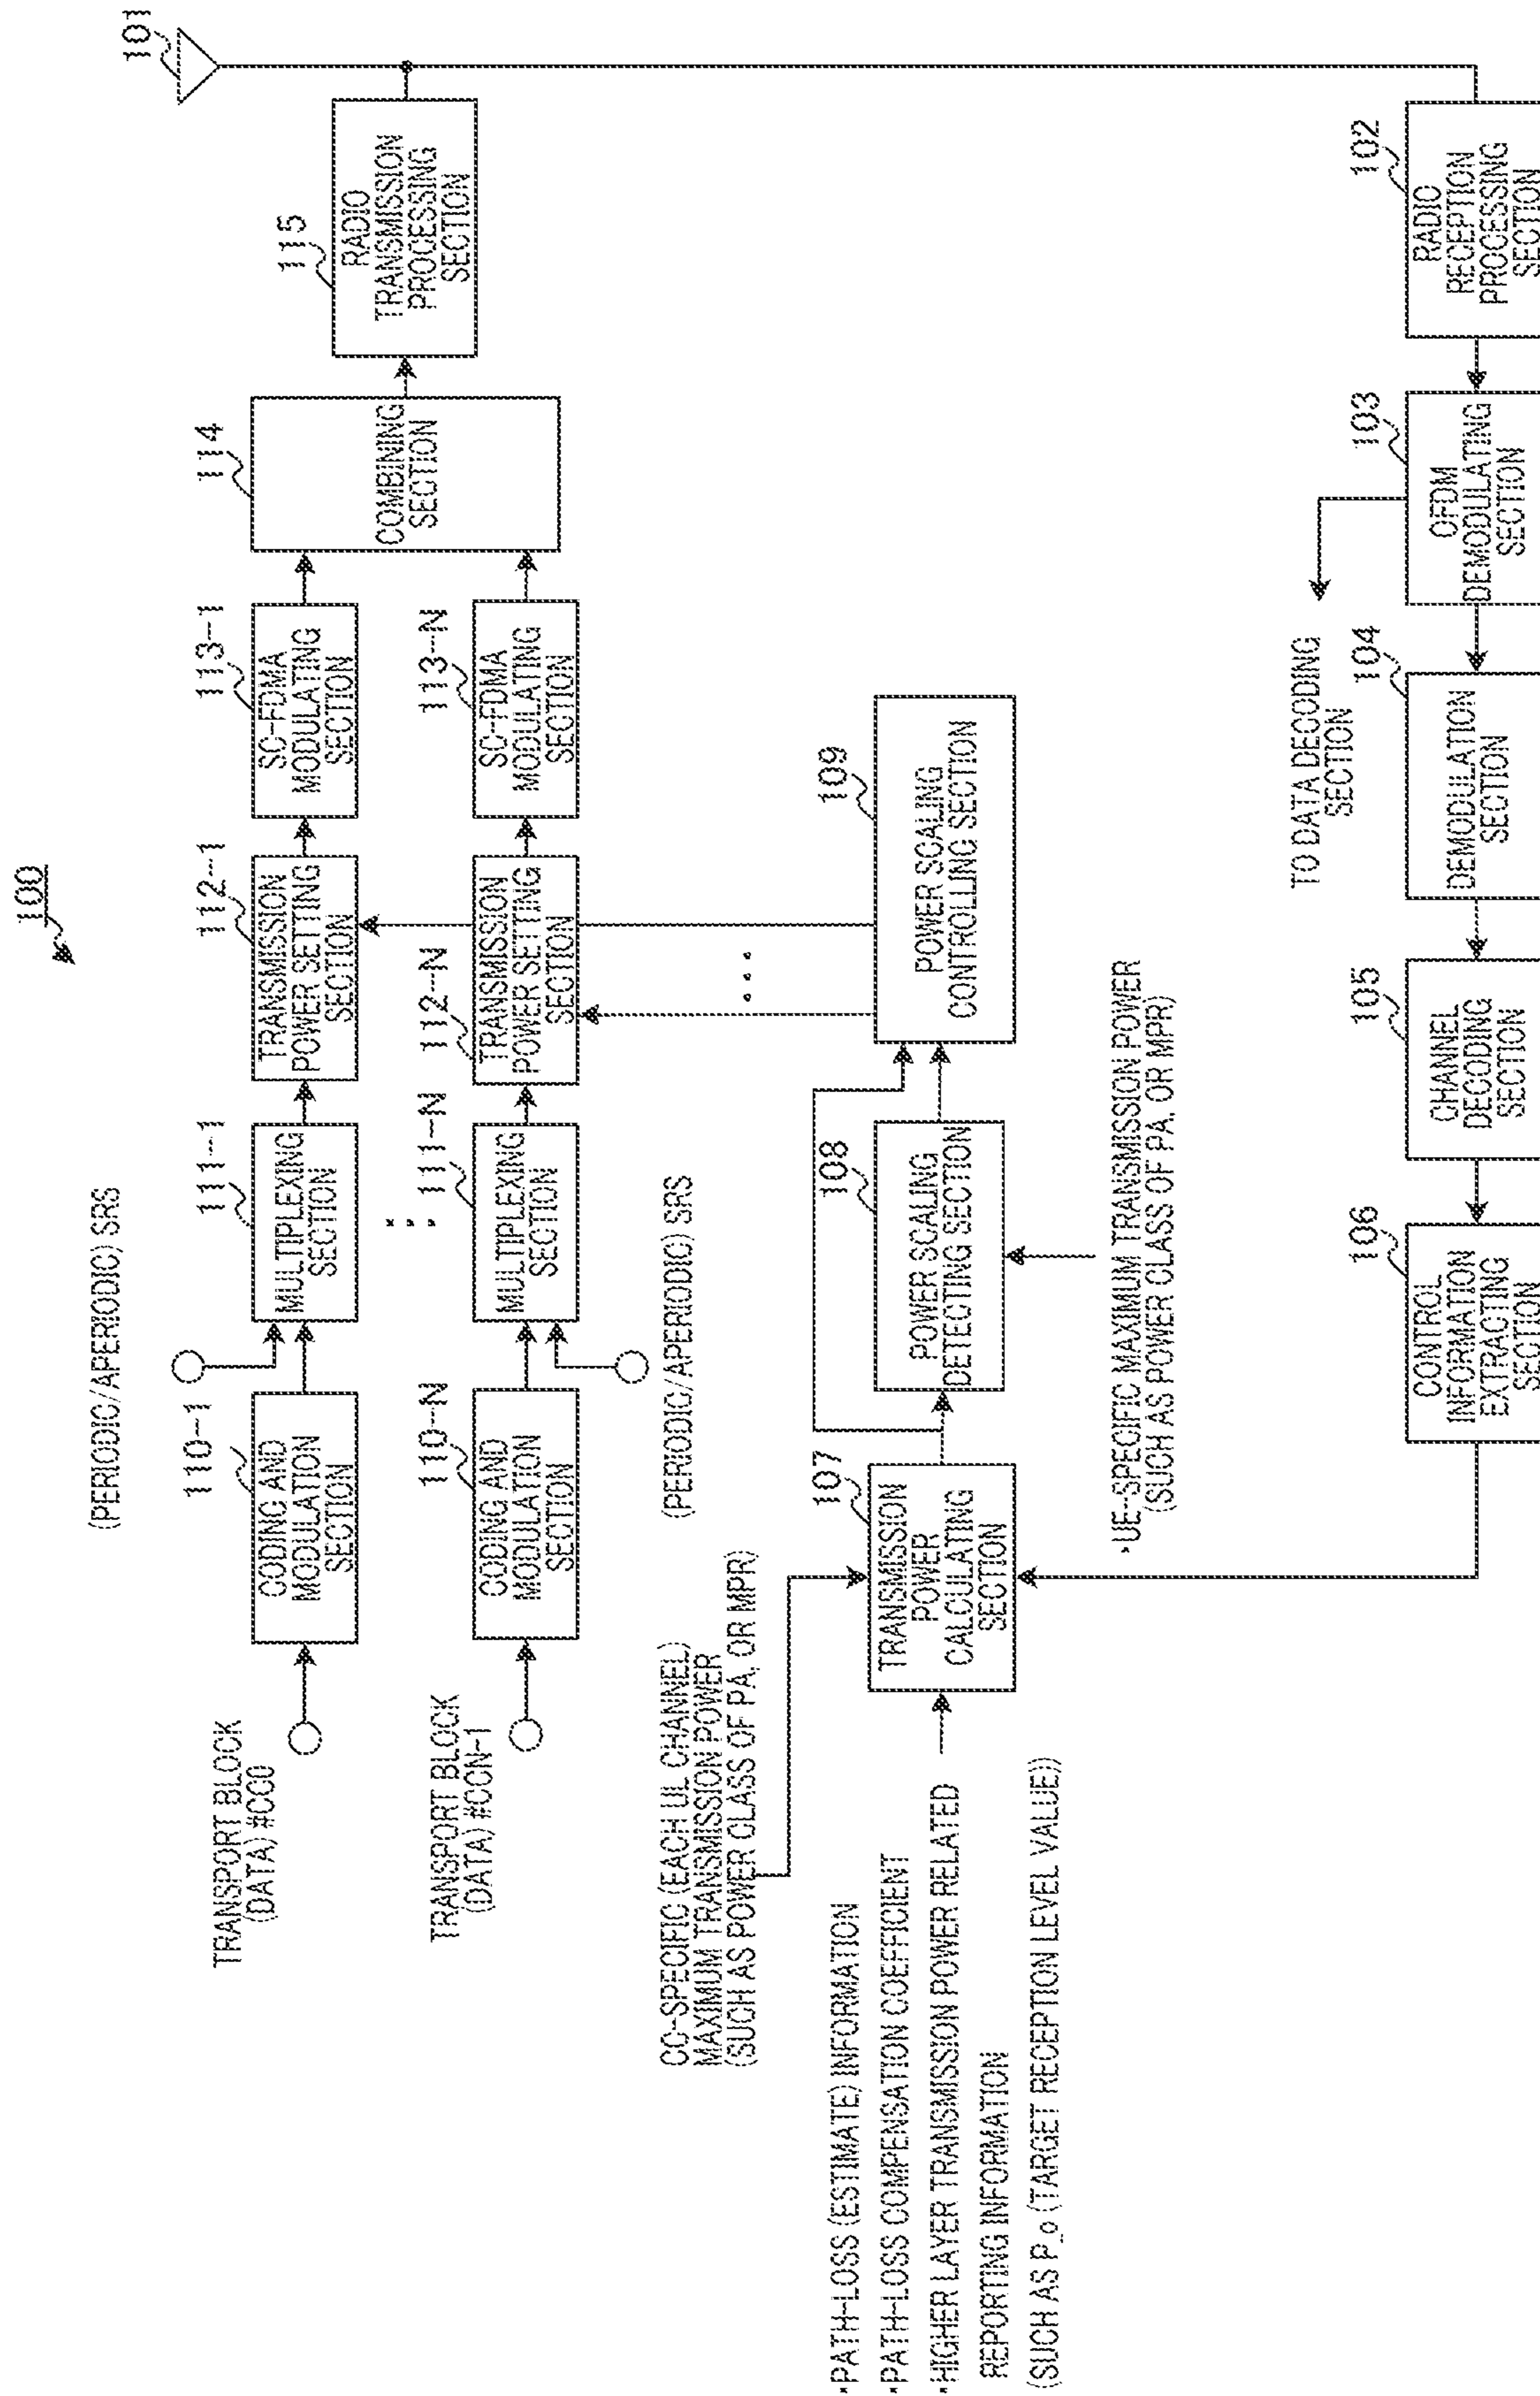 100
101
(PERIODIC/APERIODIC) SRS
TRANSPORT BLOCK
(DATA) #CC0
110-1
CODING AND
MODULATION
SECTION
111-1
MULTIPLEXING
SECTION
112-1
TRANSMISSION
POWER SETTING
SECTION
113-1
SC-FDMA
MODULATING
SECTION
114
COMBINING
SECTION
115
RADIO
TRANSMISSION
PROCESSING
SECTION
TRANSPORT BLOCK
(DATA) #CCN-1
110-N
CODING AND
MODULATION
SECTION
111-N
MULTIPLEXING
SECTION
112-N
TRANSMISSION
POWER SETTING
SECTION
113-N
SC-FDMA
MODULATING
SECTION
(PERIODIC/APERIODIC) SRS
CC-SPECIFIC (EACH UL CHANNEL)
MAXIMUM TRANSMISSION POWER
(SUCH AS POWER CLASS OF PA, OR MPR)
·PATH-LOSS (ESTIMATE) INFORMATION
·PATH-LOSS COMPENSATION COEFFICIENT
·HIGHER LAYER TRANSMISSION POWER RELATED
REPORTING INFORMATION
(SUCH AS P_o (TARGET RECEPTION LEVEL VALUE))
107
TRANSMISSION
POWER
CALCULATING
SECTION
108
POWER SCALING
DETECTING SECTION
109
POWER SCALING
CONTROLLING SECTION
·UE-SPECIFIC MAXIMUM TRANSMISSION POWER
(SUCH AS POWER CLASS OF PA, OR MPR)
TO DATA DECODING
SECTION
106
CONTROL
INFORMATION
EXTRACTING
SECTION
105
CHANNEL
DECODING
SECTION
104
DEMODULATION
SECTION
103
OFDM
DEMODULATING
SECTION
102
RADIO
RECEPTION
PROCESSING
SECTION